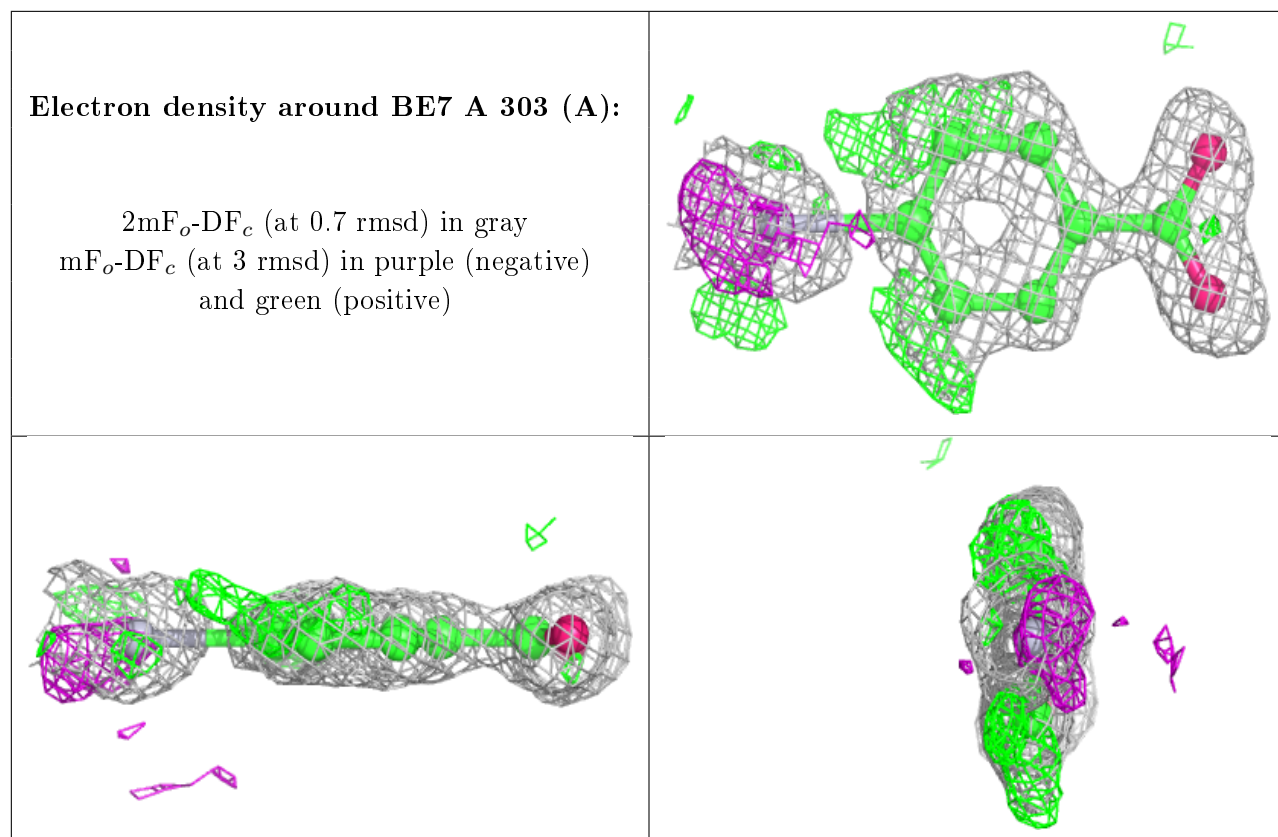 Electron density around BE7 A 303 (A):
2mFo-DFc (at 0.7 rmsd) in gray
mFo-DFc (at 3 rmsd) in purple (negative)
and green (positive)